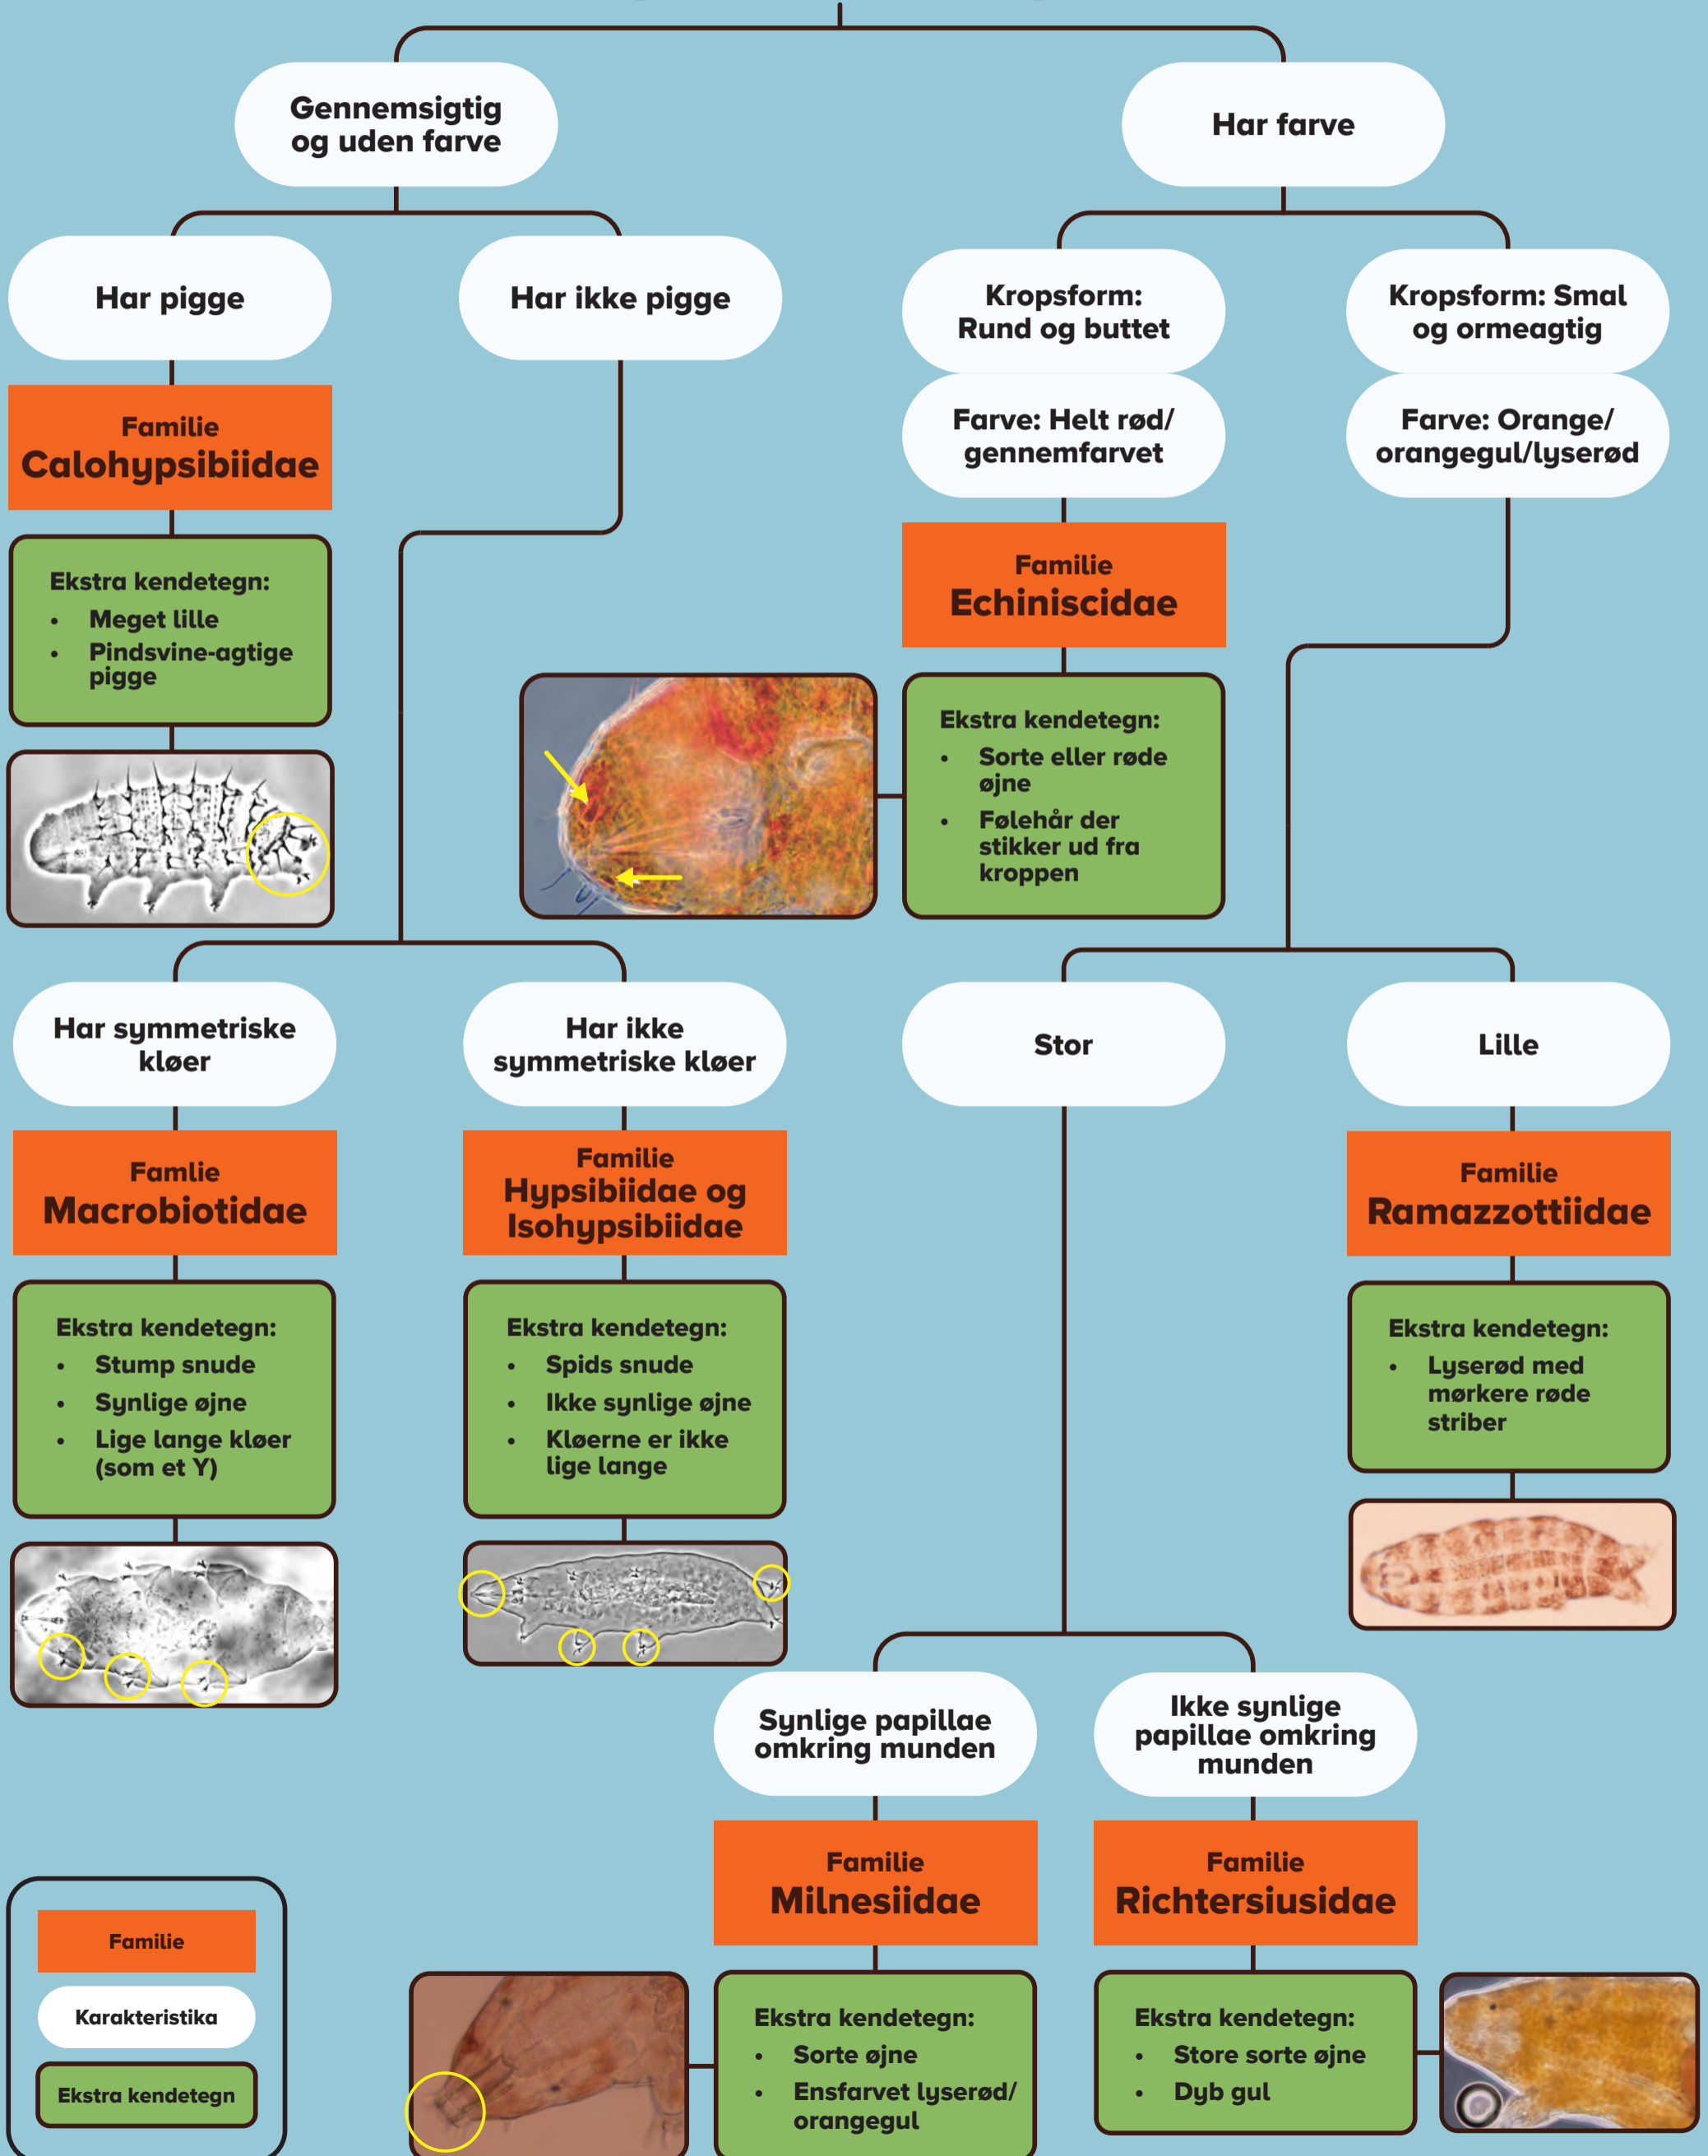 Gennemsigtig
og uden farve
Har farve
Har pigge
Har ikke pigge
Kropsform:
Rund og buttet
Kropsform: Smal
og ormeagtig
Farve: Helt rød/
gennemfarvet
Farve: Orange/
orangegul/lyserød
Familie
Calohypsibiidae
Ekstra kendetegn:
• Meget lille
• Pindsvine-agtige
pigge
Familie
Echiniscidae
Ekstra kendetegn:
• Sorte eller røde
øjne
• Følehår der
stikker ud fra
kroppen
Har symmetriske
kløer
Har ikke
symmetriske kløer
Stor
Lille
Famlie
Macrobiotidae
Familie
Hypsibiidae og
Isohypsibiidae
Familie
Ramazzottiidae
Ekstra kendetegn:
• Stump snude
• Synlige øjne
• Lige lange kløer
(som et Y)
Ekstra kendetegn:
• Spids snude
• Ikke synlige øjne
• Kløerne er ikke
lige lange
Ekstra kendetegn:
• Lyserød med
mørkere røde
striber
Synlige papillae
omkring munden
Ikke synlige
papillae omkring
munden
Familie
Milnesiidae
Familie
Richtersiusidae
Ekstra kendetegn:
• Sorte øjne
• Ensfarvet lyserød/
orangegul
Ekstra kendetegn:
• Store sorte øjne
• Dyb gul
Familie
Karakteristika
Ekstra kendetegn